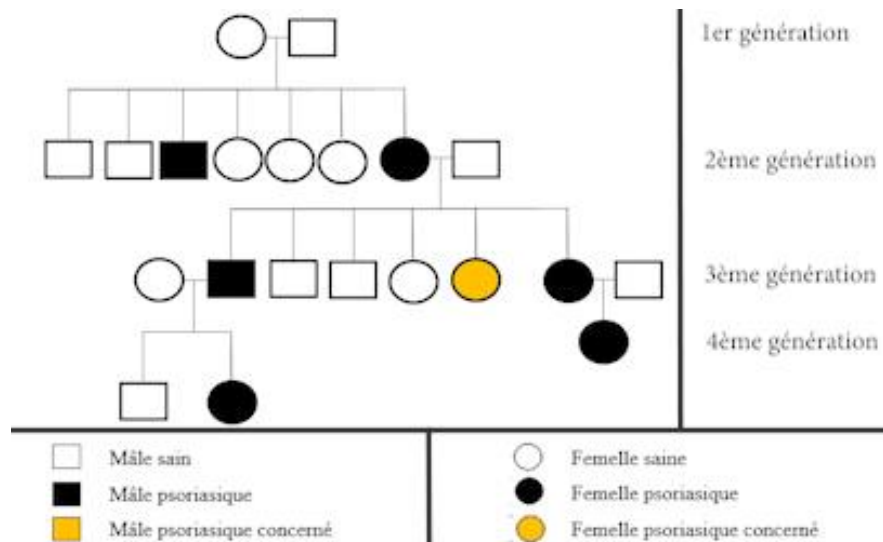 1er génération
2ème génération
3ème génération
4ème génération
Mâle sain
Mâle psoriasique
Mâle psoriasique concerné
Femelle saine
Femelle psoriasique
Femelle psoriasique concerné